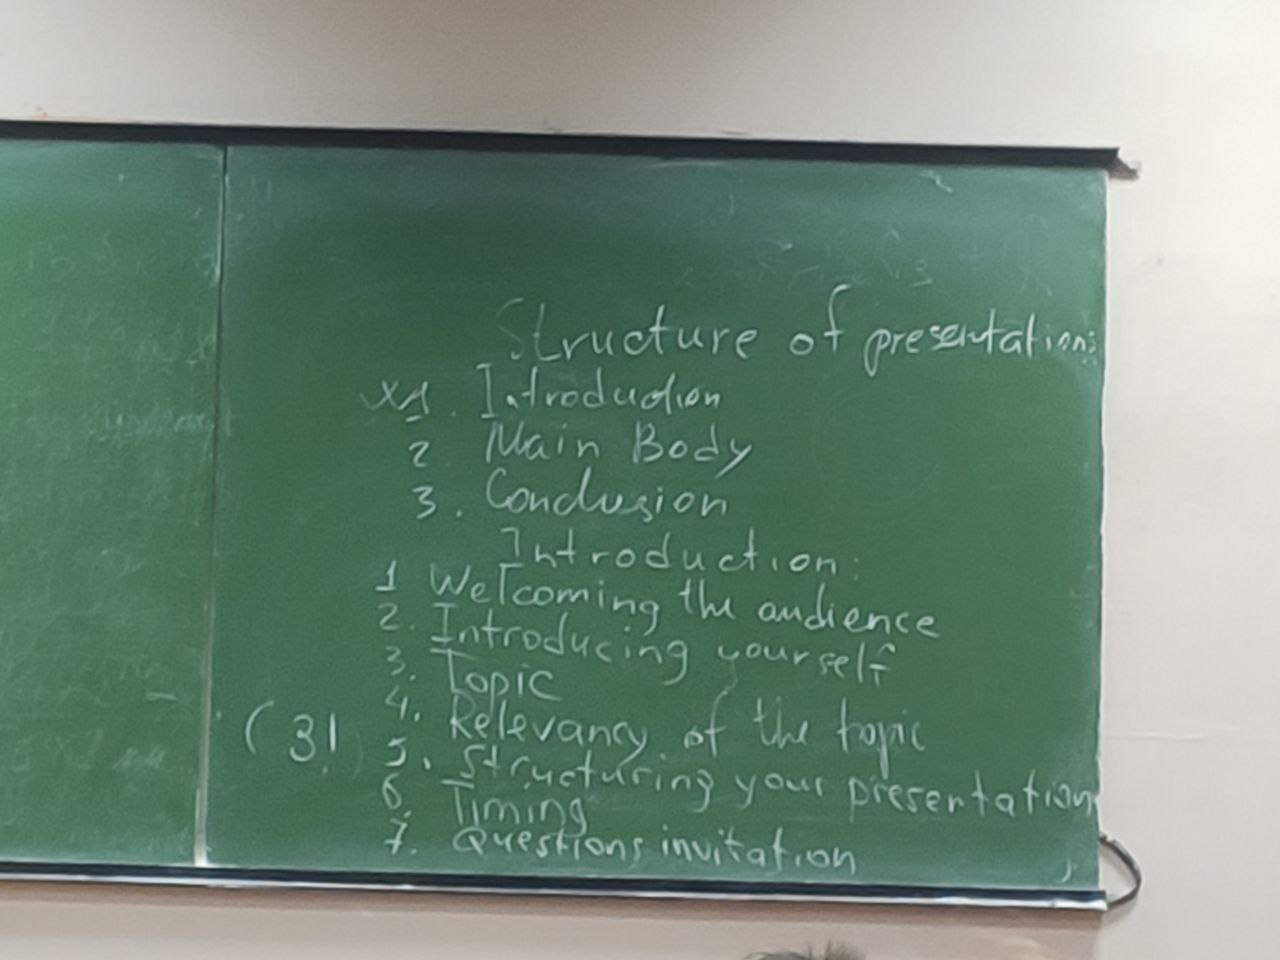 Structure of presentation:
1. Introduction
2 Main Body
3. Conclusion
Introduction:
1 Welcoming the audience
2. Introducing yourself
3. Topic
4. Relevancy of the topic
(3! 5. Structuring your presentation
6. Timing
7. Questions invitation